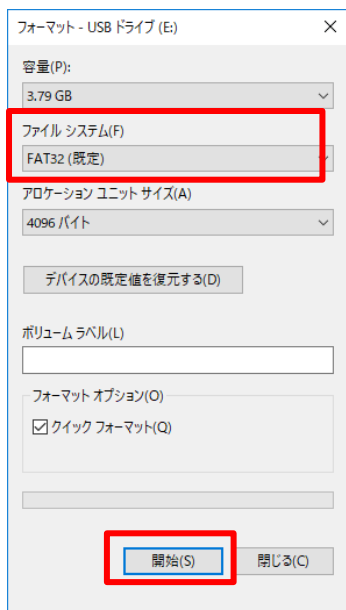 フォーマット - USB ドライブ (E:)
容量(P):
3.79 GB
ファイル システム(F)
FAT32 (既定)
アロケーション ユニット サイズ(A)
4096 バイト
デバイスの既定値を復元する(D)
ボリューム ラベル(L)
フォーマット オプション(O)
クイック フォーマット(Q)
開始(S) 閉じる(C)